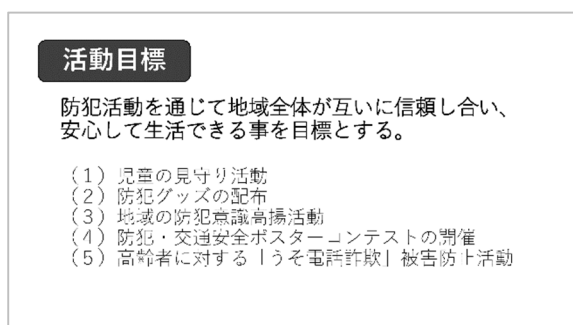 活動目標
防犯活動を通じて地域全体が互いに信頼し合い、
安心して生活できる事を目標とする。
（1）児童の見守り活動
（2）防犯グッズの配布
（3）地域の防犯意識高揚活動
（4）防犯・交通安全ポスターコンテストの開催
（5）高齢者に対する「うそ電話詐欺」被害防止活動